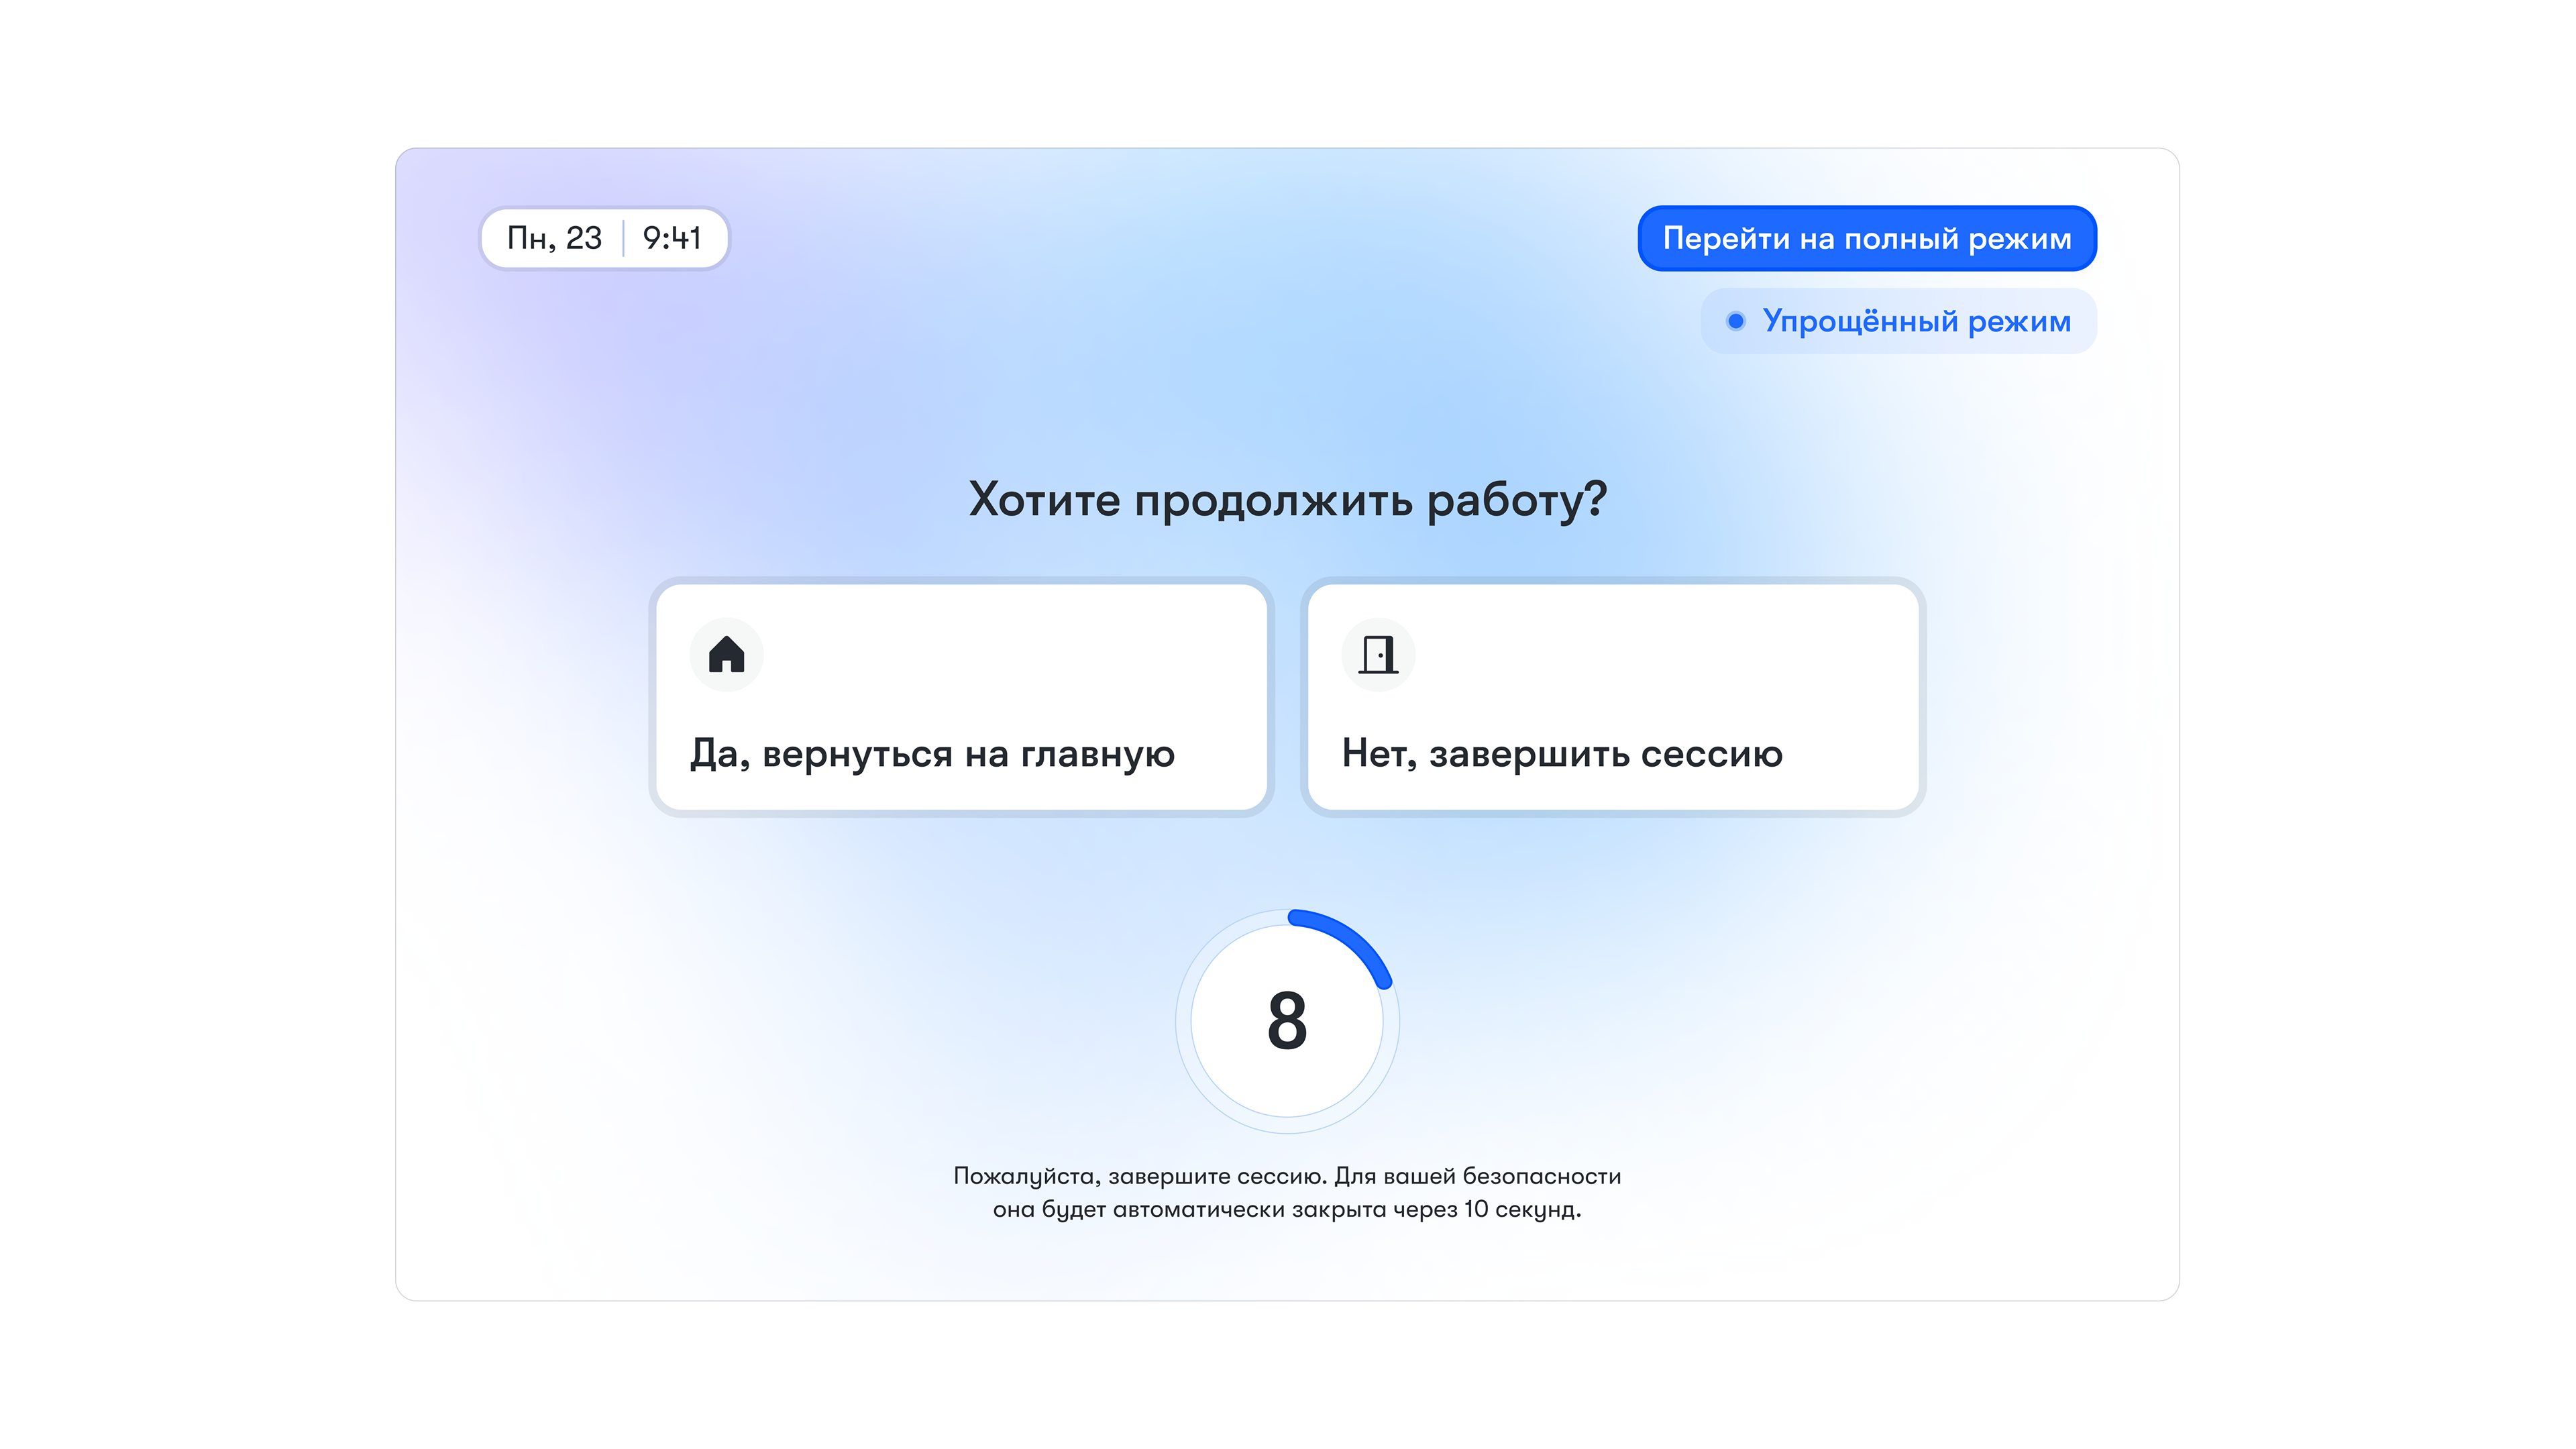 Пн, 23 9:41
Перейти на полный режим
Упрощённый режим
Хотите продолжить работу?
Да, вернуться на главную
Нет, завершить сессию
8
Пожалуйста, завершите сессию. Для вашей безопасности
она будет автоматически закрыта через 10 секунд.